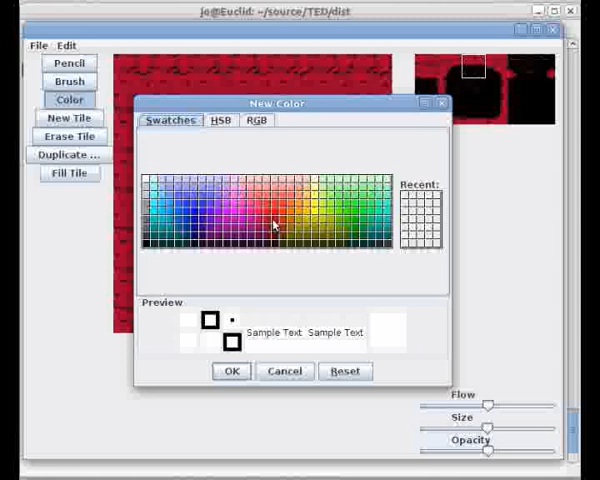 jo@Euclid: ~/source/TED/dist
File Edit
Pencil
Brush
Color
New Tile
Erase Tile
Duplicate ...
Fill Tile
New Color
Swatches HSB RGB
Recent:
Preview
Sample Text Sample Text
OK Cancel Reset
Flow
Size
Opacity